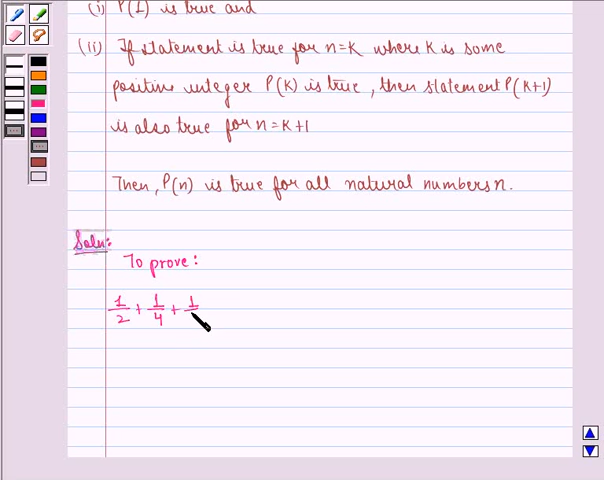 (i) P(1) is true and
(ii) If statement is true for n=k where k is some
positive integer P(k) is true, then statement P(k+1)
is also true for n=k+1
Then, P(n) is true for all natural numbers n.
Soln:
To prove:
1/2 + 1/4 + 1/